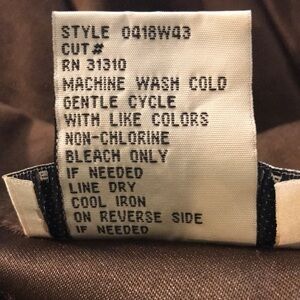 STYLE 0418W43
CUT#
RN 31310
MACHINE WASH COLD
GENTLE CYCLE
WITH LIKE COLORS
NON-CHLORINE
BLEACH ONLY
IF NEEDED
LINE DRY
COOL IRON
ON REVERSE SIDE
IF NEEDED